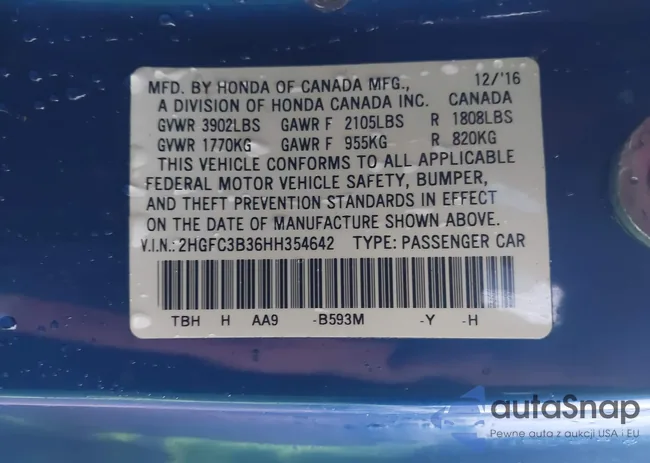 MFD. BY HONDA OF CANADA MFG., 12/'16
A DIVISION OF HONDA CANADA INC. CANADA
GVWR 3902LBS GAWR F 2105LBS R 1808LBS
GVWR 1770KG GAWR F 955KG R 820KG
THIS VEHICLE CONFORMS TO ALL APPLICABLE
FEDERAL MOTOR VEHICLE SAFETY, BUMPER,
AND THEFT PREVENTION STANDARDS IN EFFECT
ON THE DATE OF MANUFACTURE SHOWN ABOVE.
V.I.N.: 2HGFC3B36HH354642 TYPE: PASSENGER CAR
TBH H AA9 -B593M -Y -H
autaSnap
Pewne auta z aukcji USA i EU